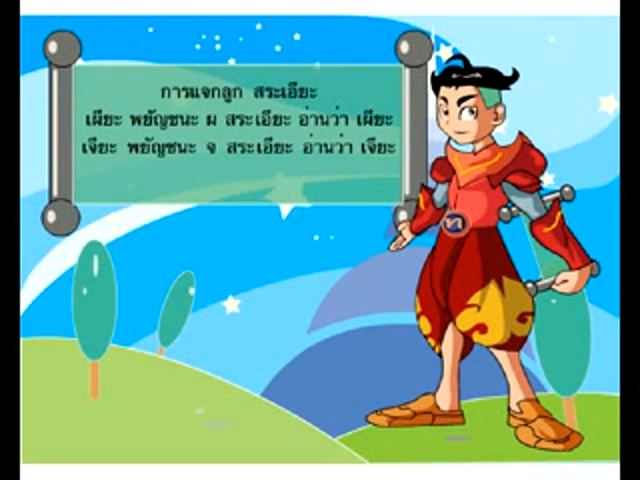 การแจกลูก สระเอียะ
เผียะ พยัญชนะ ผ สระเอียะ อ่านว่า เผียะ
เจียะ พยัญชนะ จ สระเอียะ อ่านว่า เจียะ